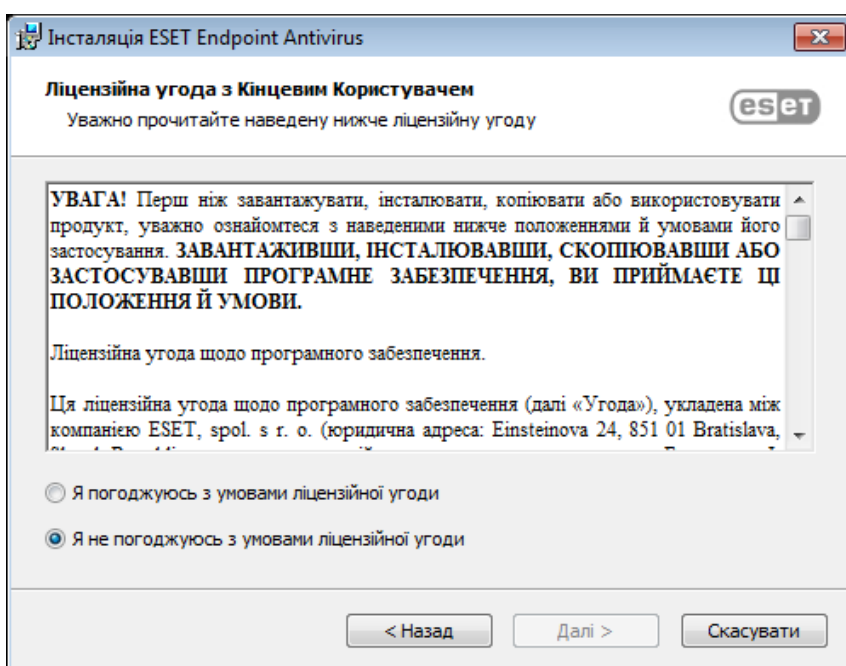 Інсталяція ESET Endpoint Antivirus
Ліцензійна угода з Кінцевим Користувачем
Уважно прочитайте наведену нижче ліцензійну угоду
eset
УВАГА! Перш ніж завантажувати, інсталювати, копіювати або використовувати
продукт, уважно ознайомтеся з наведеними нижче положеннями й умовами його
застосування. ЗАВАНТАЖИВШИ, ІНСТАЛЮВАВШИ, СКОПІЮВАВШИ АБО
ЗАСТОСУВАВШИ ПРОГРАМНЕ ЗАБЕЗПЕЧЕННЯ, ВИ ПРИЙМАЄТЕ ЦІ
ПОЛОЖЕННЯ Й УМОВИ.
Ліцензійна угода щодо програмного забезпечення.
Ця ліцензійна угода щодо програмного забезпечення (далі «Угода»), укладена між
компанією ESET, spol. s r. o. (юридична адреса: Einsteinova 24, 851 01 Bratislava,
Я погоджуюсь з умовами ліцензійної угоди
Я не погоджуюсь з умовами ліцензійної угоди
< Назад
Далі >
Скасувати